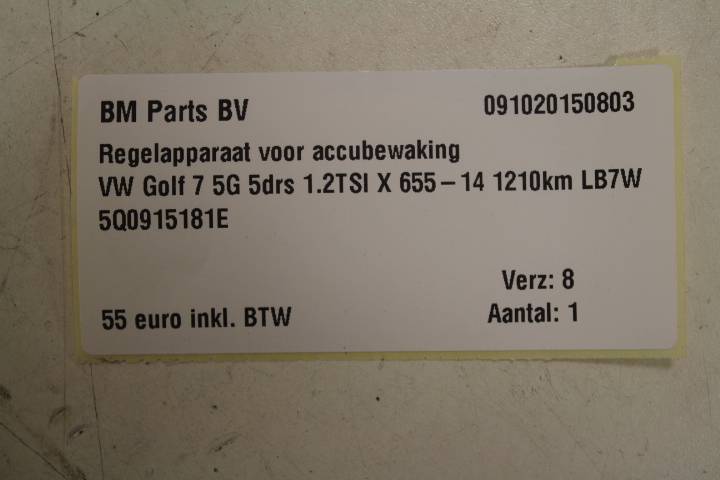 BM Parts BV 091020150803
Regelapparaat voor accubewaking
VW Golf 7 5G 5drs 1.2TSI X 655-14 1210km LB7W
5Q0915181E
Verz: 8
55 euro inkl. BTW Aantal: 1